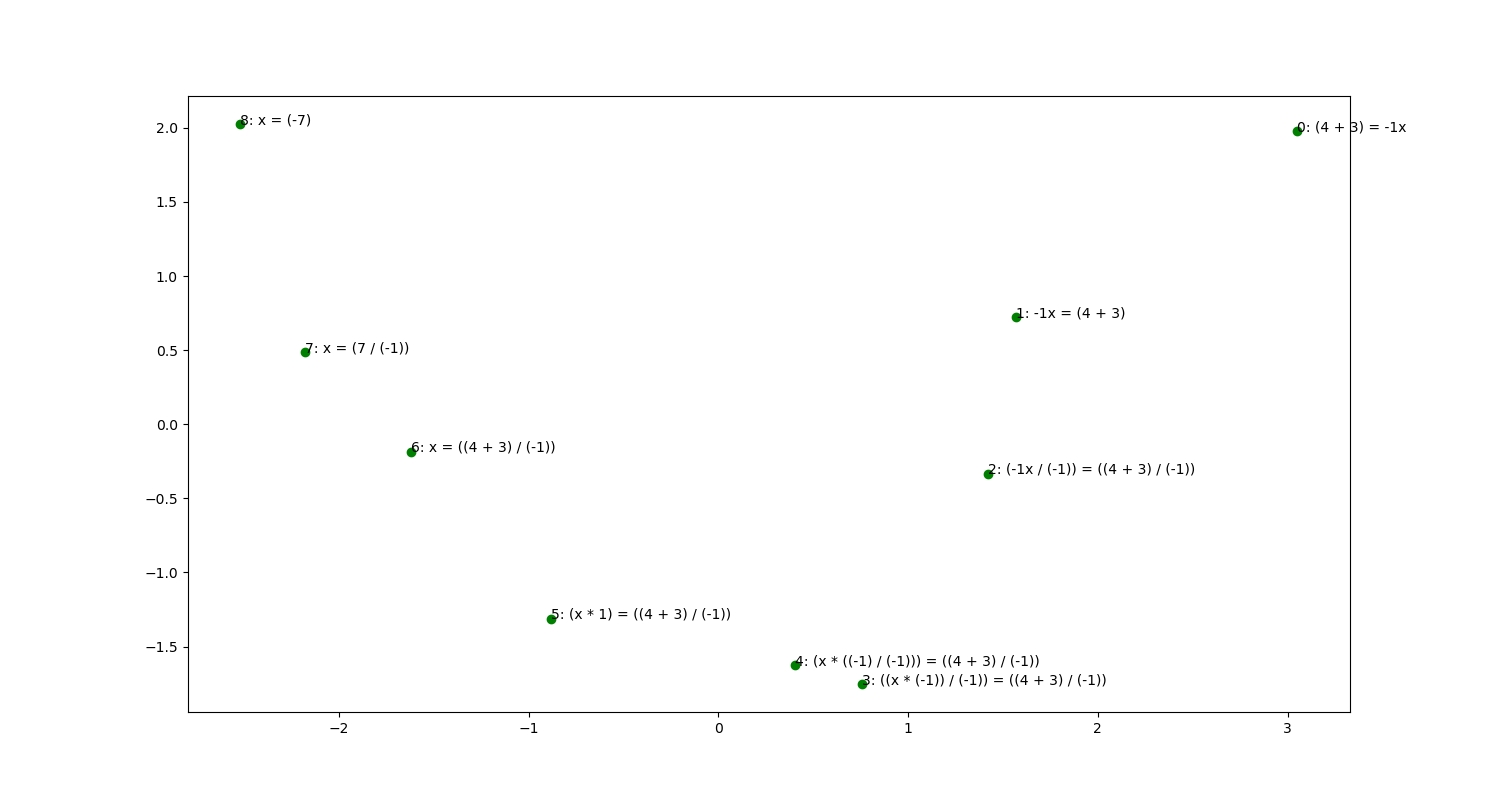 8: x = (-7)
0: (4 + 3) = -1x
2.0
1.5
1.0
1: -1x = (4 + 3)
0.5
7: x = (7 / (-1))
0.0
6: x = ((4 + 3) / (-1))
2: (-1x / (-1)) = ((4 + 3) / (-1))
−0.5
−1.0
5: (x * 1) = ((4 + 3) / (-1))
−1.5
4: (x * ((-1) / (-1))) = ((4 + 3) / (-1))
3: ((x * (-1)) / (-1)) = ((4 + 3) / (-1))
−2 −1 0 1 2 3